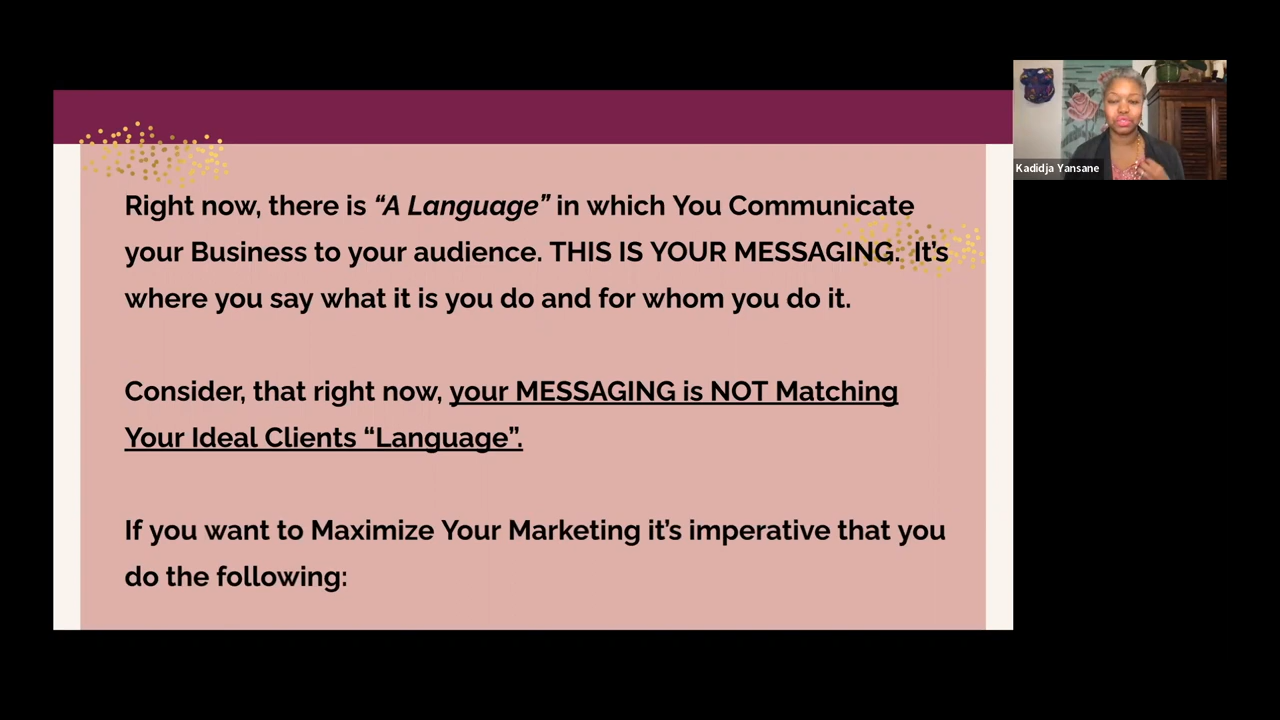 Right now, there is “A Language” in which You Communicate
your Business to your audience. THIS IS YOUR MESSAGING.  It’s
where you say what it is you do and for whom you do it.
Consider, that right now, your MESSAGING is NOT Matching
Your Ideal Clients “Language”.
If you want to Maximize Your Marketing it’s imperative that you
do the following:
Kadidja Yansane